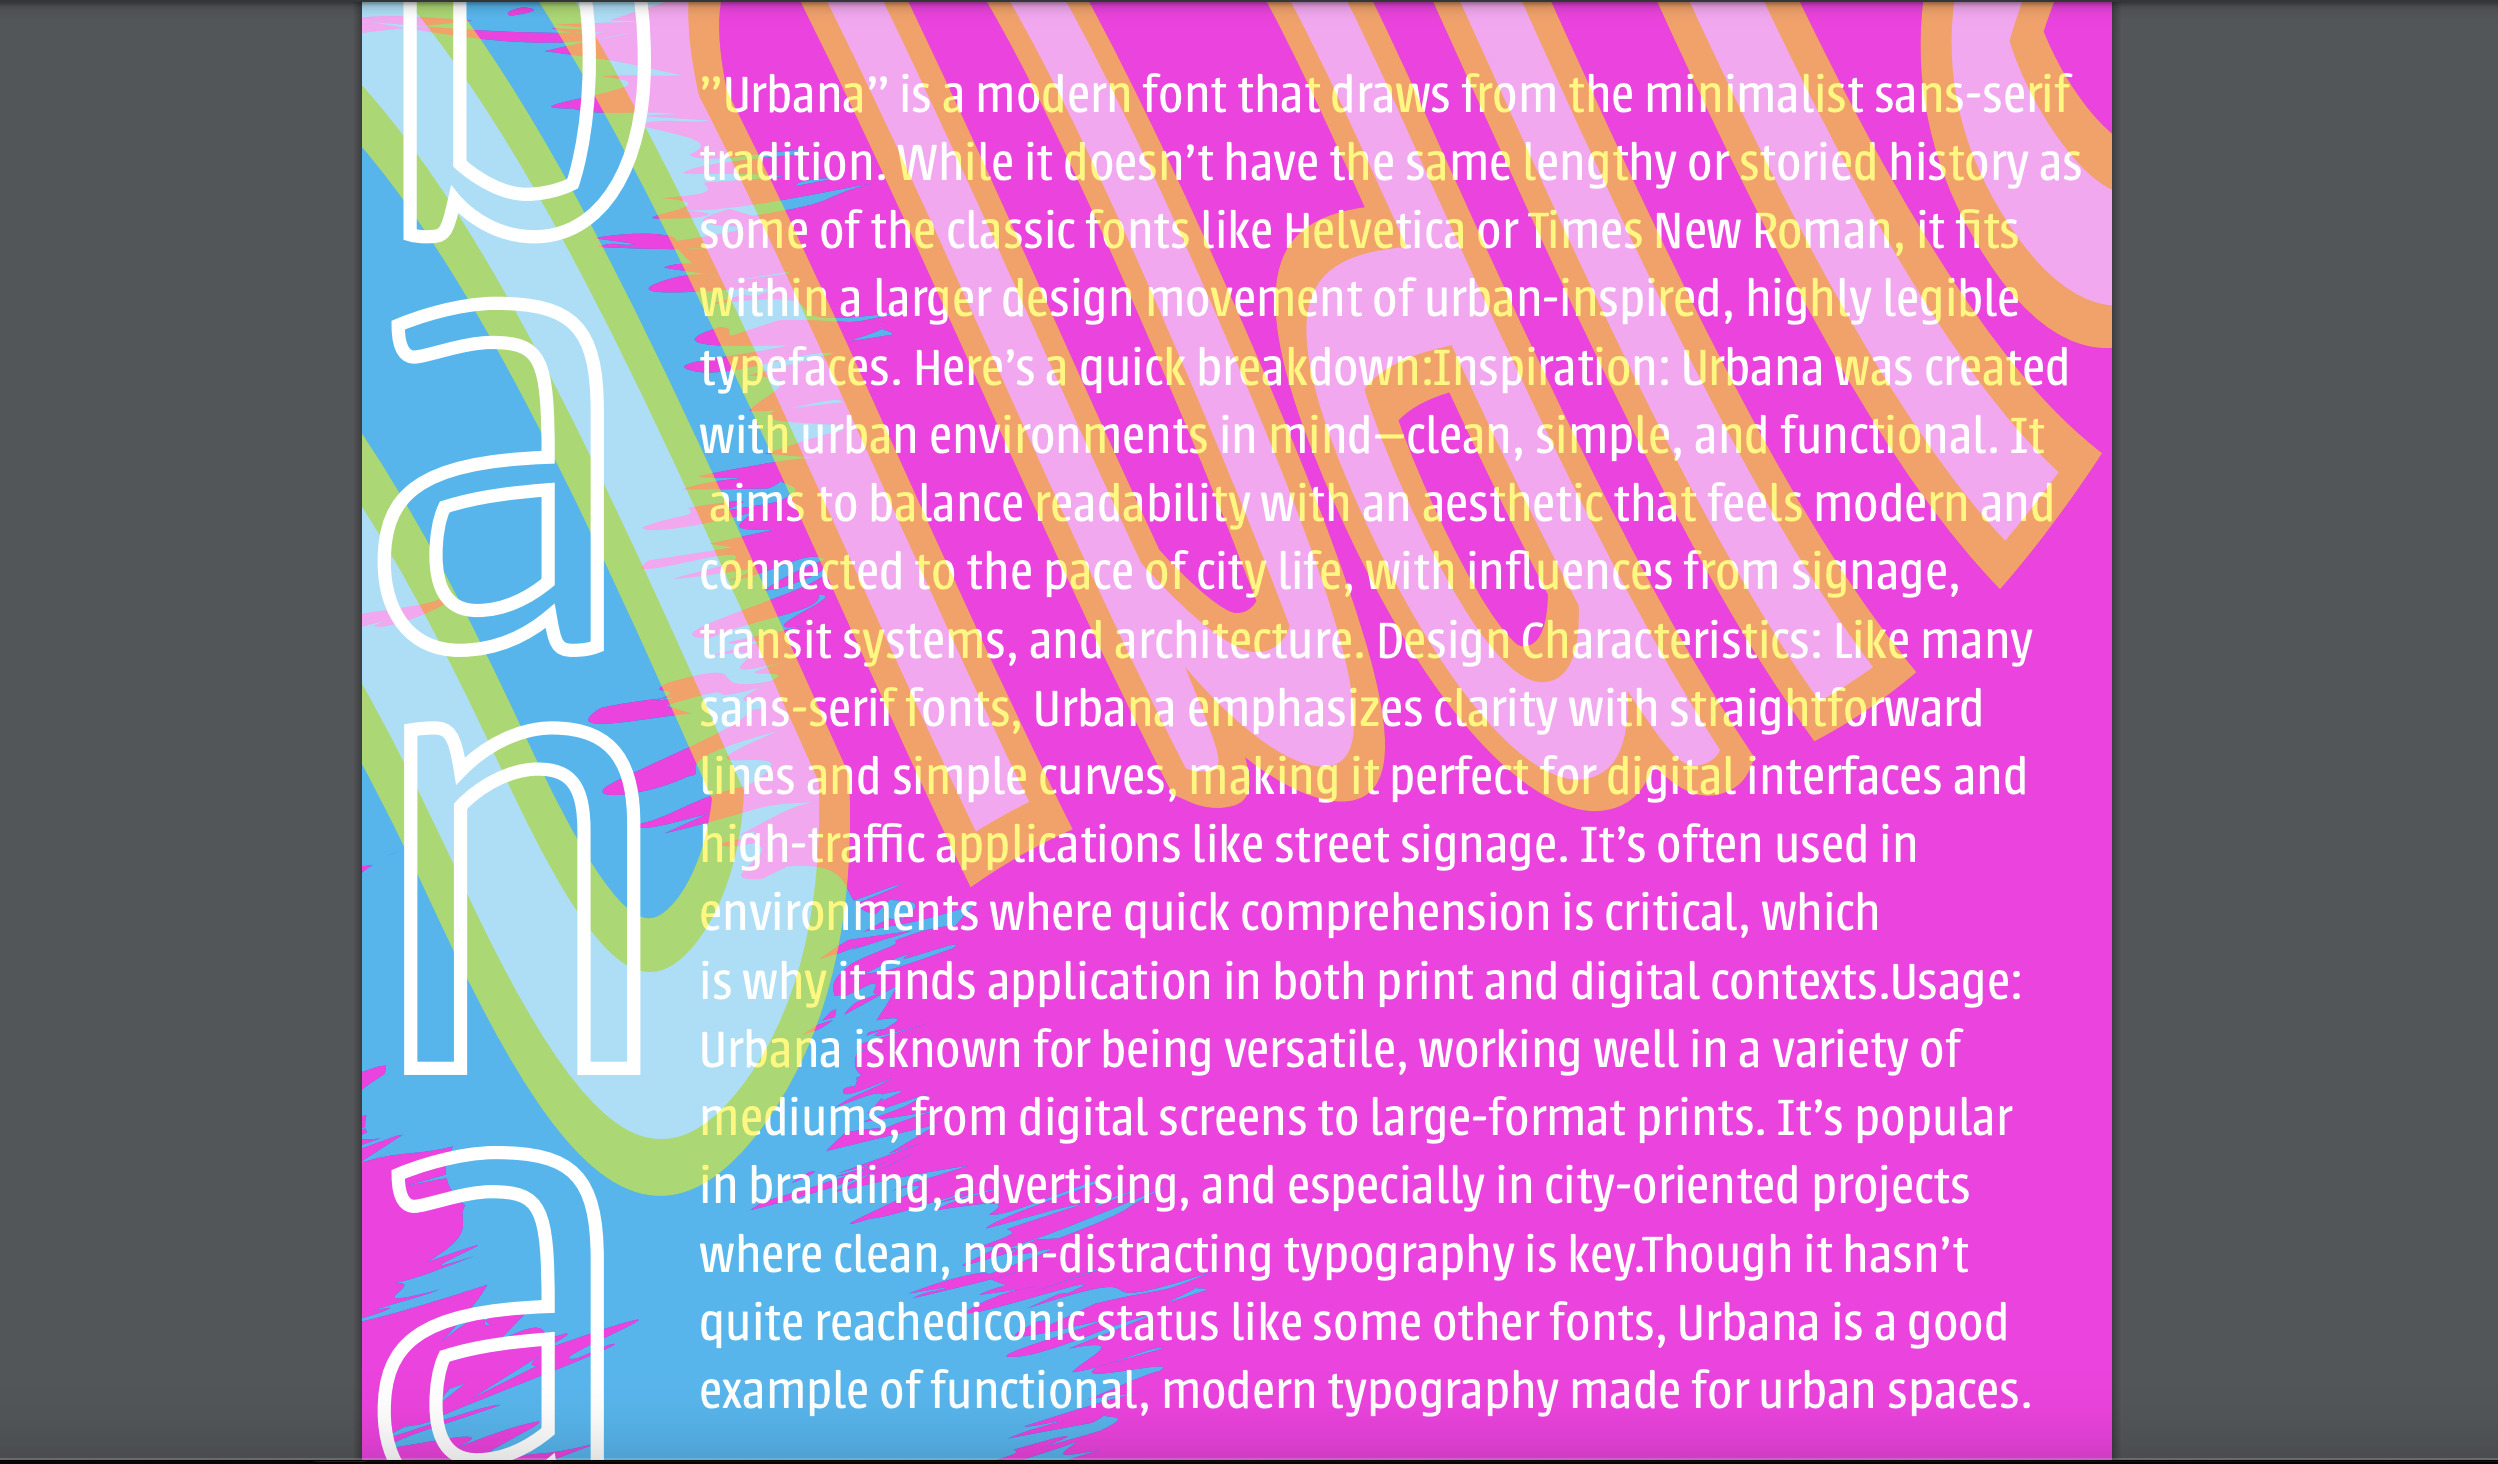 b
a
n
a
”Urbana” is a modern font that draws from the minimalist sans-serif
tradition. While it doesn’t have the same lengthy or storied history as
some of the classic fonts like Helvetica or Times New Roman, it fits
within a larger design movement of urban-inspired, highly legible
typefaces. Here’s a quick breakdown:Inspiration: Urbana was created
with urban environments in mind—clean, simple, and functional. It
aims to balance readability with an aesthetic that feels modern and
connected to the pace of city life, with influences from signage,
transit systems, and architecture. Design Characteristics: Like many
sans-serif fonts, Urbana emphasizes clarity with straightforward
lines and simple curves, making it perfect for digital interfaces and
high-traffic applications like street signage. It’s often used in
environments where quick comprehension is critical, which
is why it finds application in both print and digital contexts.Usage:
Urbana isknown for being versatile, working well in a variety of
mediums, from digital screens to large-format prints. It’s popular
in branding, advertising, and especially in city-oriented projects
where clean, non-distracting typography is key.Though it hasn’t
quite reachediconic status like some other fonts, Urbana is a good
example of functional, modern typography made for urban spaces.